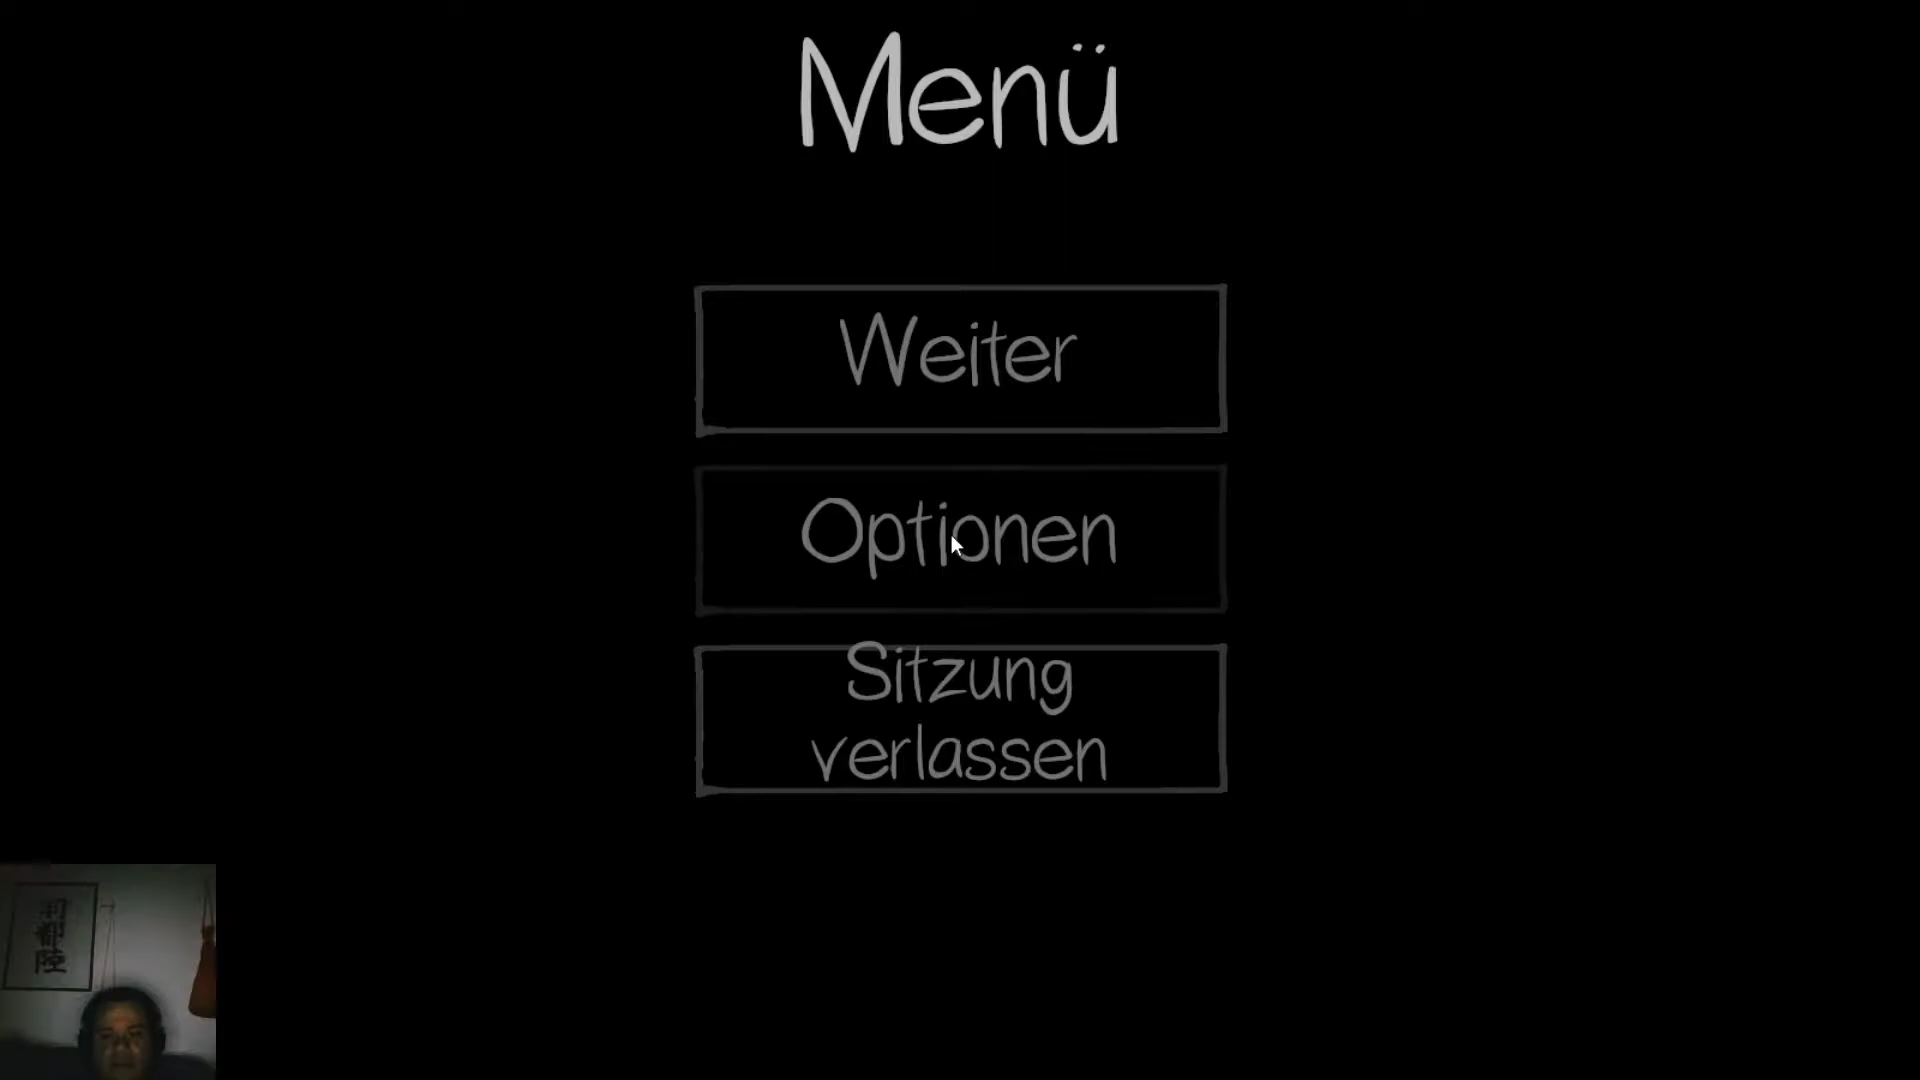 Menü
Weiter
Optionen
Sitzung
verlassen